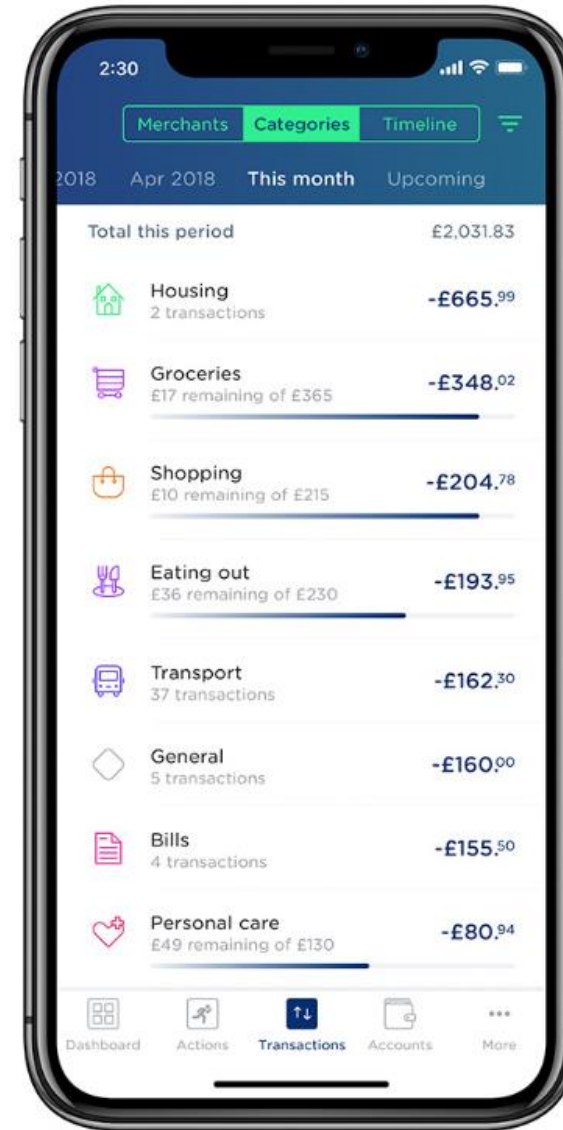 2:30
Merchants Categories Timeline
2018 Apr 2018 This month Upcoming
Total this period £2,031.83
Housing -£665.99
2 transactions
Groceries -£348.02
£17 remaining of £365
Shopping -£204.78
£10 remaining of £215
Eating out -£193.95
£36 remaining of £230
Transport -£162.30
37 transactions
General -£160.00
5 transactions
Bills -£155.50
4 transactions
Personal care -£80.94
£49 remaining of £130
Dashboard Actions Transactions Accounts More